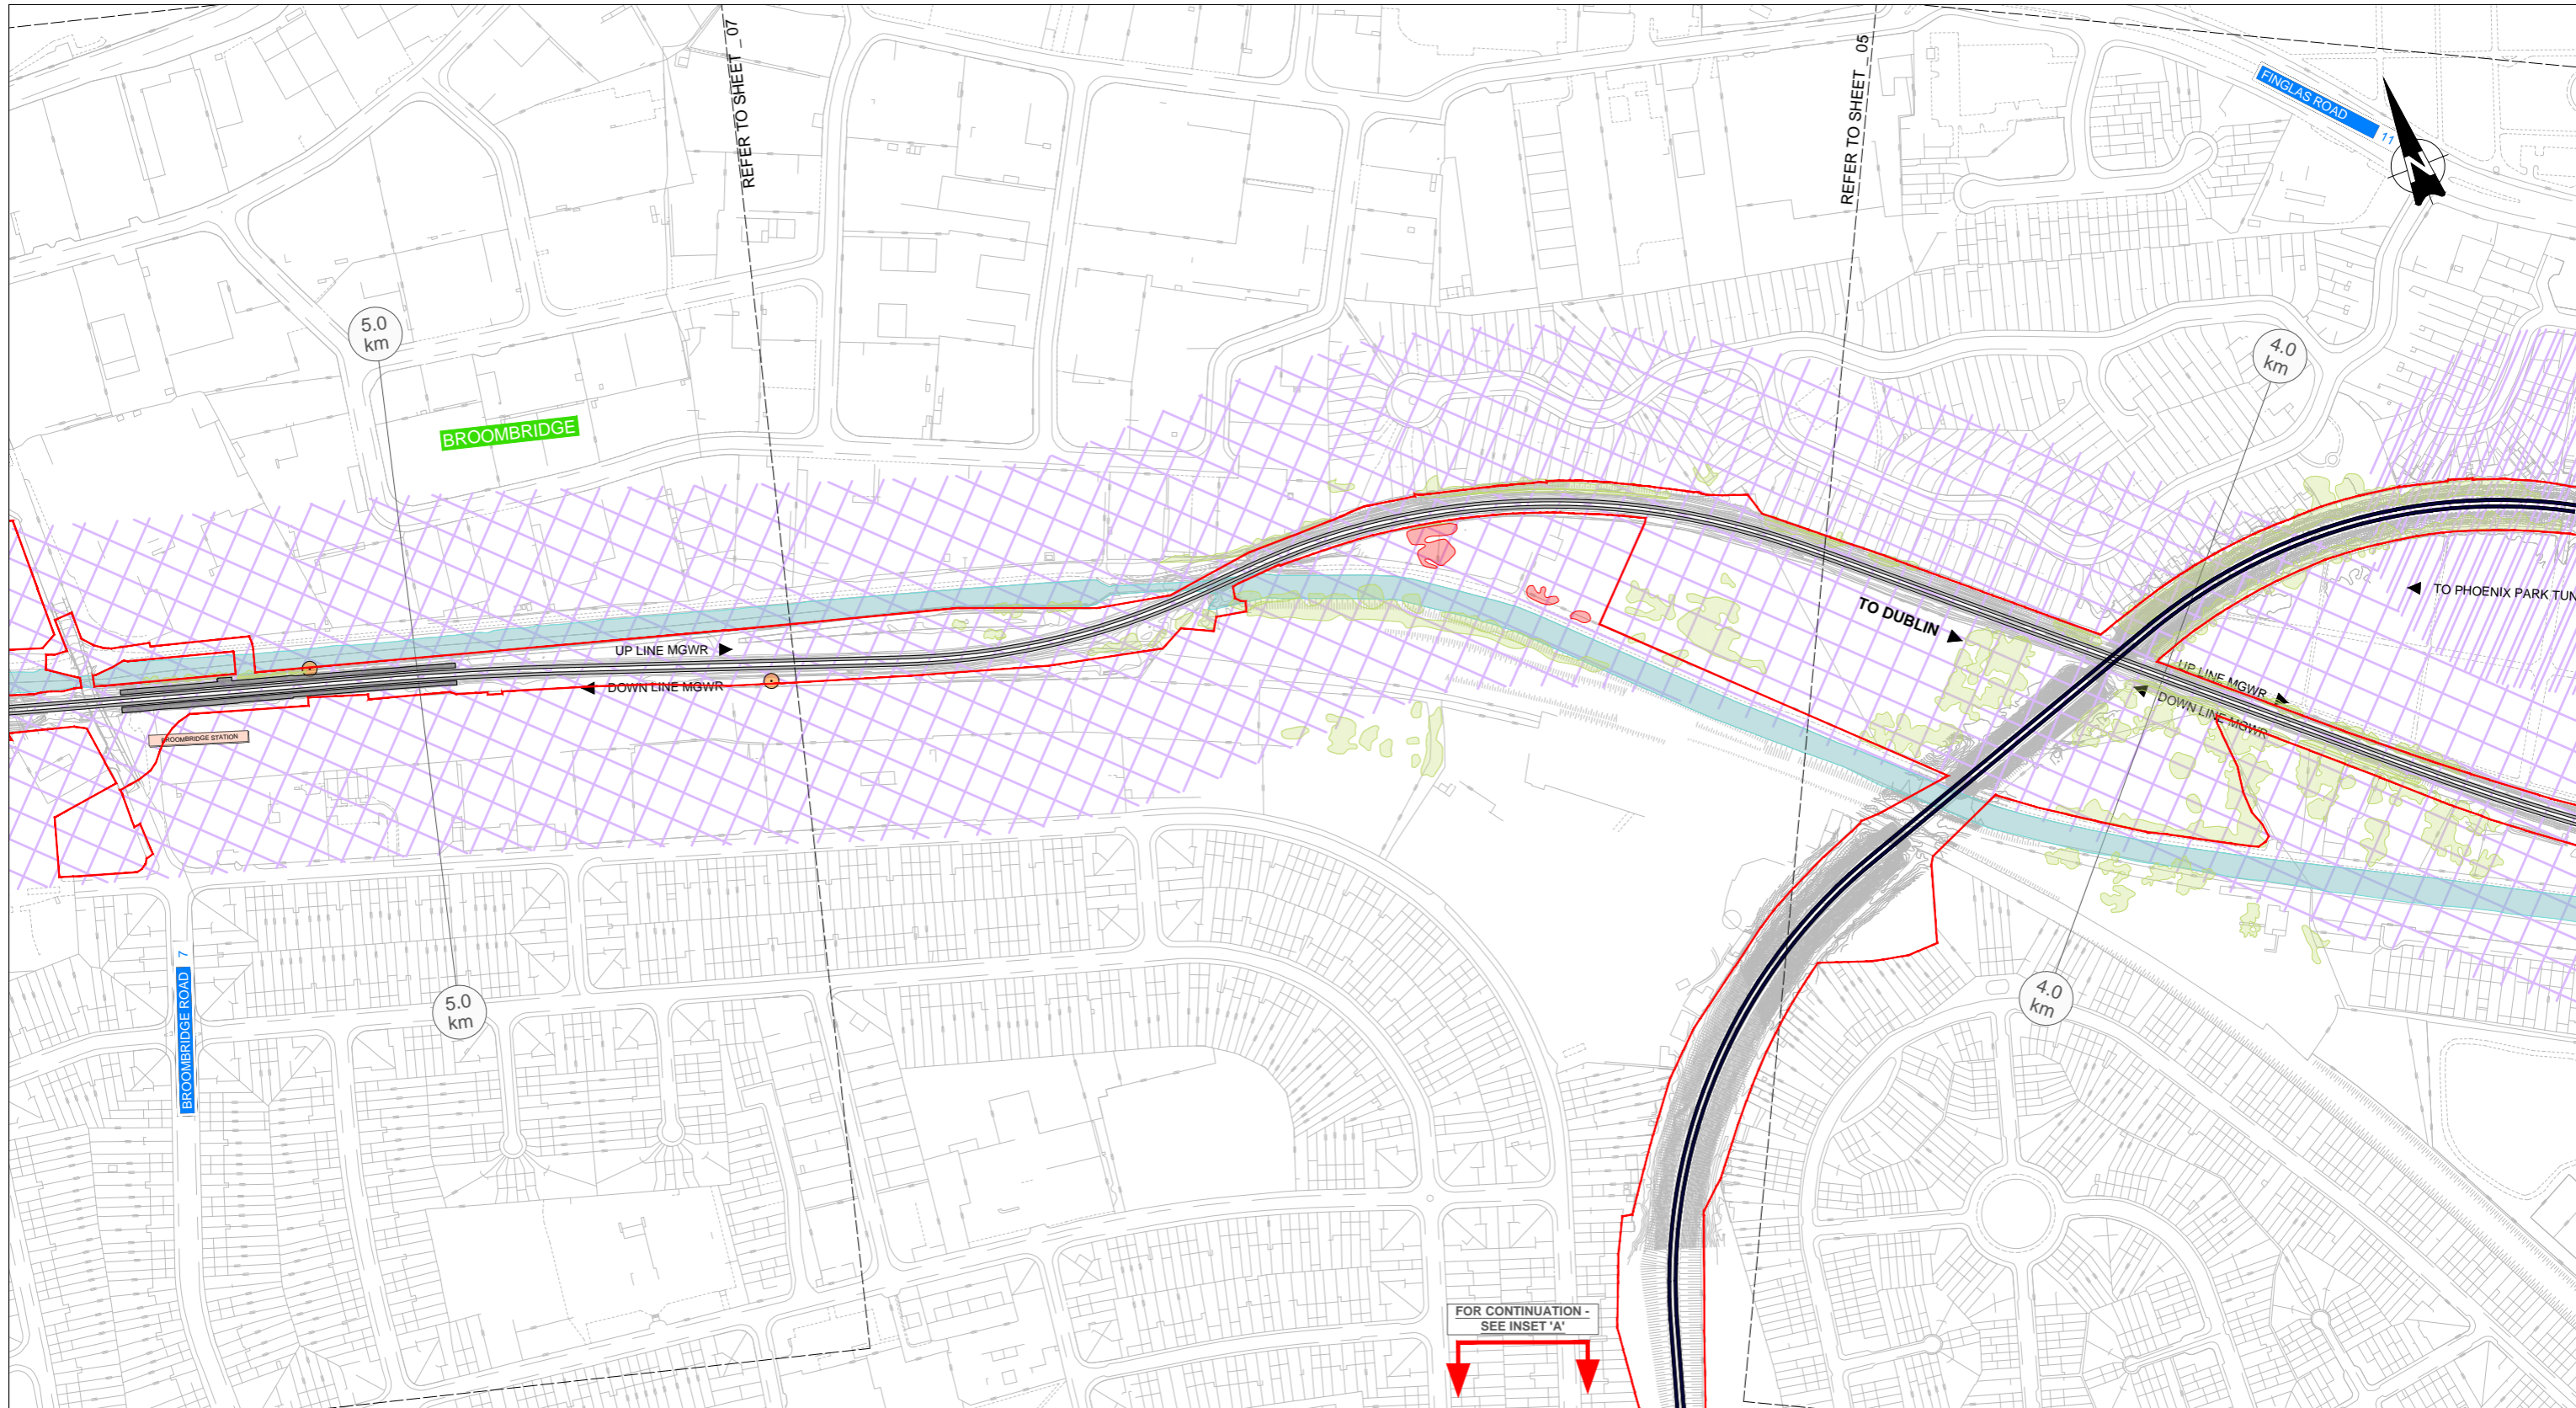 REFER TO SHEET _ 07
REFER TO SHEET _ 05
FINGLAS ROAD
11
N
5.0
km
4.0
km
BROOMBRIDGE
TO PHOENIX PARK TUN
TO DUBLIN
UP LINE MGWR
DOWN LINE MGWR
UP LINE MGWR
DOWN LINE MGWR
BROOMBRIDGE STATION
BROOMBRIDGE ROAD
7
5.0
km
4.0
km
FOR CONTINUATION -
SEE INSET 'A'